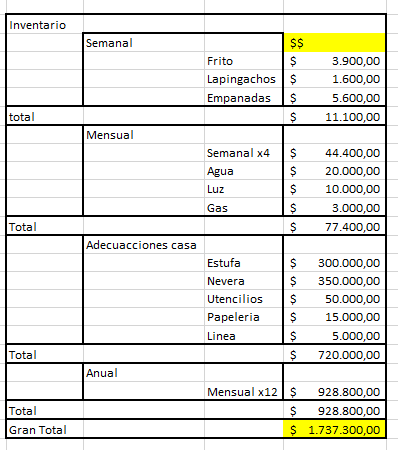 Inventario
Semanal $$
Frito $ 3.900,00
Lapingachos $ 1.600,00
Empanadas $ 5.600,00
total $ 11.100,00
Mensual
Semanal x4 $ 44.400,00
Agua $ 20.000,00
Luz $ 10.000,00
Gas $ 3.000,00
Total $ 77.400,00
Adecuacciones casa
Estufa $ 300.000,00
Nevera $ 350.000,00
Utencilios $ 50.000,00
Papeleria $ 15.000,00
Linea $ 5.000,00
Total $ 720.000,00
Anual
Mensual x12 $ 928.800,00
Total $ 928.800,00
Gran Total $ 1.737.300,00